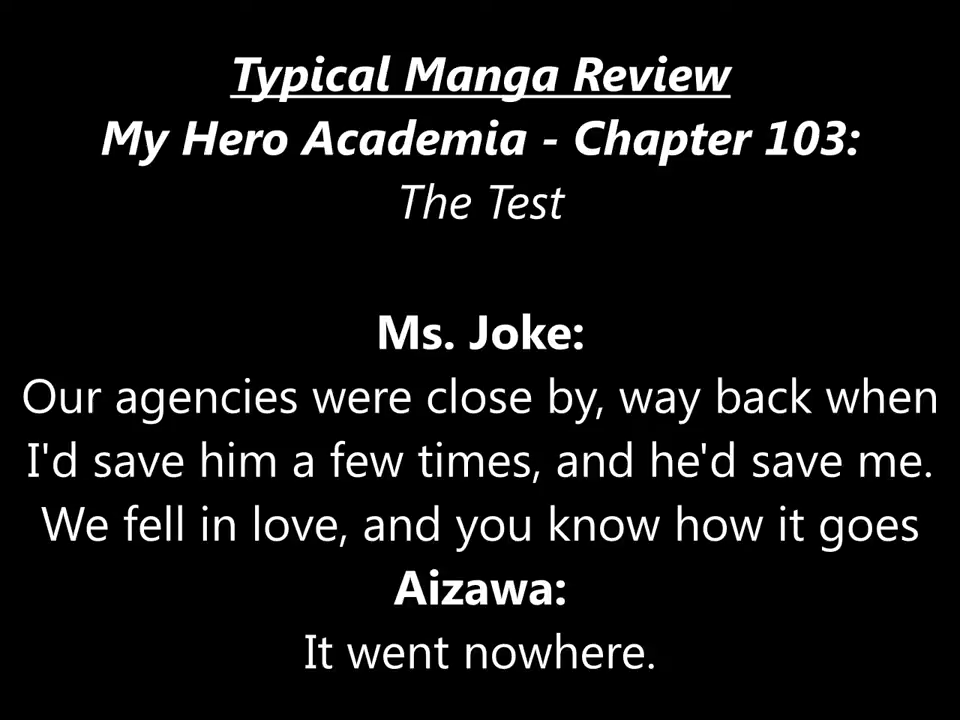 Typical Manga Review
My Hero Academia - Chapter 103:
The Test
Ms. Joke:
Our agencies were close by, way back when
I'd save him a few times, and he'd save me.
We fell in love, and you know how it goes
Aizawa:
It went nowhere.